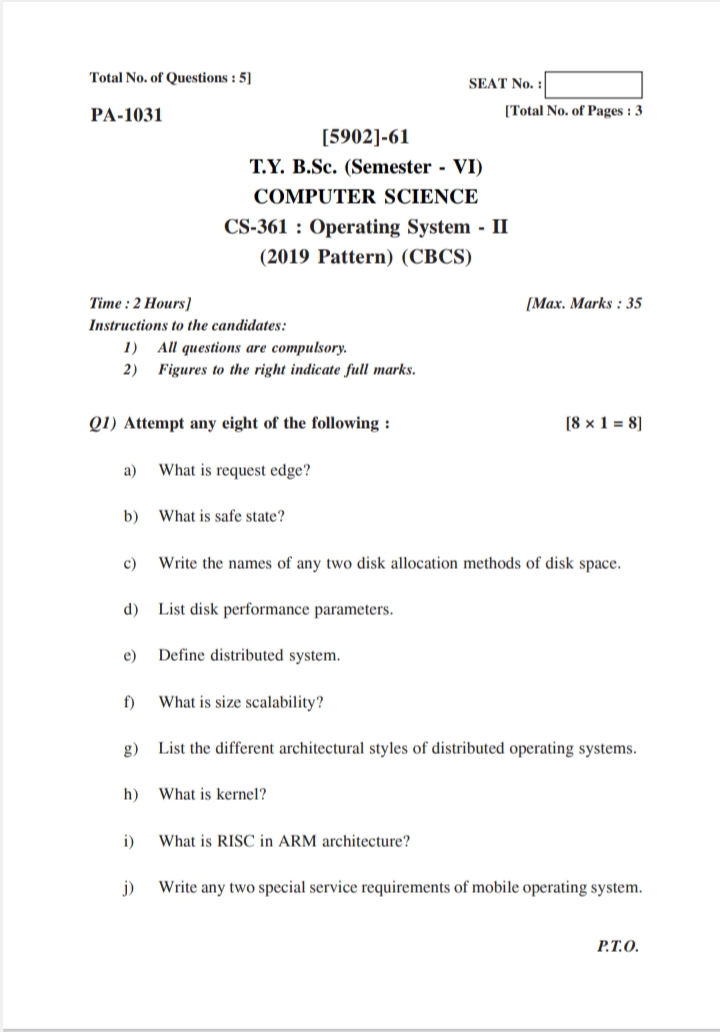 Total No. of Questions : 5]
SEAT No. :
PA-1031
[Total No. of Pages : 3
[5902]-61
T.Y. B.Sc. (Semester - VI)
COMPUTER SCIENCE
CS-361 : Operating System - II
(2019 Pattern) (CBCS)
Time : 2 Hours]
[Max. Marks : 35
Instructions to the candidates:
1) All questions are compulsory.
2) Figures to the right indicate full marks.
Q1) Attempt any eight of the following : [8 × 1 = 8]
a) What is request edge?
b) What is safe state?
c) Write the names of any two disk allocation methods of disk space.
d) List disk performance parameters.
e) Define distributed system.
f) What is size scalability?
g) List the different architectural styles of distributed operating systems.
h) What is kernel?
i) What is RISC in ARM architecture?
j) Write any two special service requirements of mobile operating system.
P.T.O.